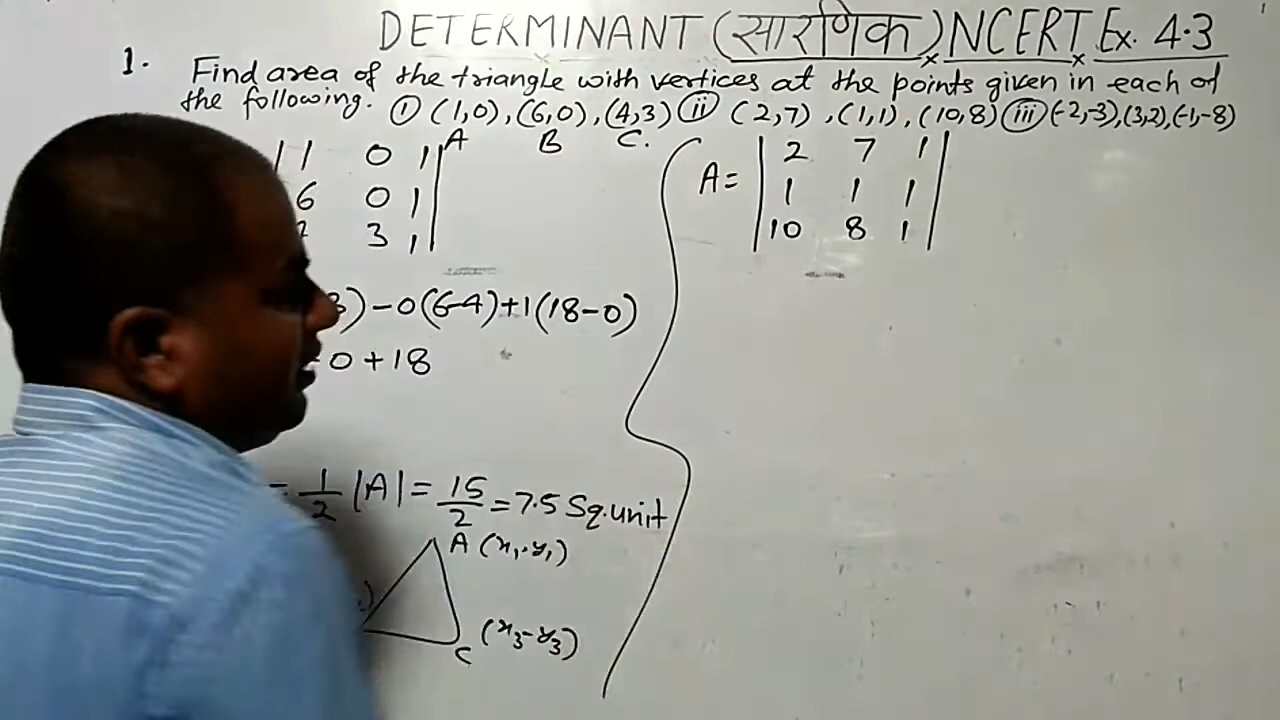 DETERMINANT (सारणिक) NCERT Ex. 4.3
1. Find area of the triangle with vertices at the points given in each of
the following. (i) (1,0), (6,0), (4,3) (ii) (2,7), (1,1), (10,8) (iii) (-2,-3), (3,2), (-1,-8)
A B C.
| 1 0 1 |
6 0 1
3 1
A = | 2 7 1 |
1 1 1
10 8 1
3) - 0(6-4) + 1(18-0)
0 + 18
= 1/2 |A| = 15/2 = 7.5 Sq. unit
A (x₁, y₁)
C (x₃ - y₃)